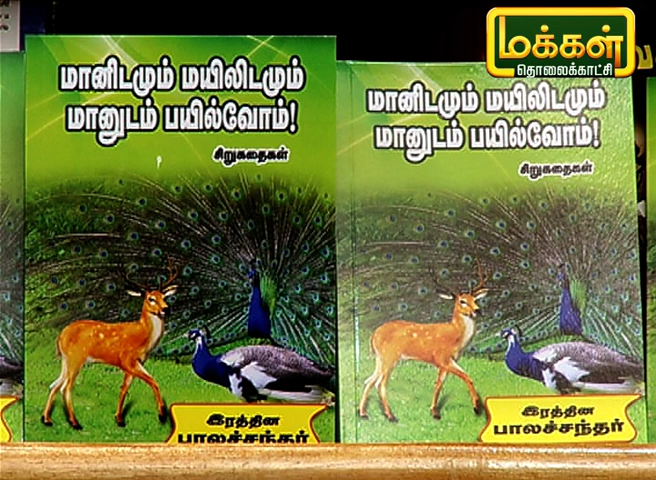 மக்கள்
தொலைக்காட்சி
மானிடமும் மயிலிடமும்
மானுடம் பயில்வோம்!
சிறுகதைகள்
இரத்தின
பாலச்சந்தர்
மானிடமும் மயிலிடமும்
மானுடம் பயில்வோம்!
சிறுகதைகள்
இரத்தின
பாலச்சந்தர்